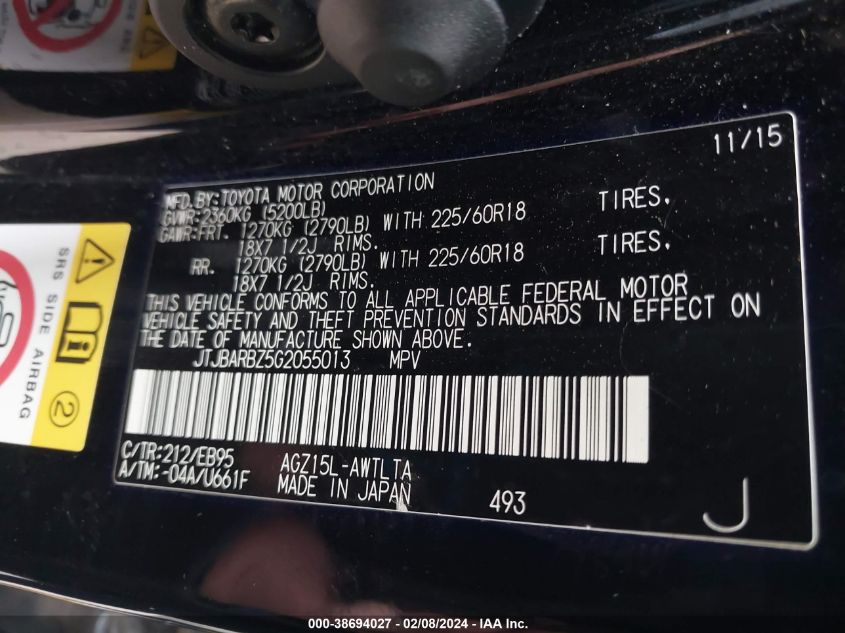 11/15
MFD.BY:TOYOTA MOTOR CORPORATION
GVWR:2360KG (5200LB)
GAWR:FRT. 1270KG (2790LB) WITH 225/60R18 TIRES,
18X7 1/2J RIMS.
RR. 1270KG (2790LB) WITH 225/60R18 TIRES,
18X7 1/2J RIMS.
THIS VEHICLE CONFORMS TO ALL APPLICABLE FEDERAL MOTOR
VEHICLE SAFETY AND THEFT PREVENTION STANDARDS IN EFFECT ON
THE DATE OF MANUFACTURE SHOWN ABOVE.
JTJBARBZ5G2055013 MPV
C/TR:212/EB95 AGZ15L-AWTLTA
A/TM:-04A/U661F MADE IN JAPAN 493
J
SRS SIDE AIRBAG
2
000-38694027 - 02/08/2024 - IAA Inc.